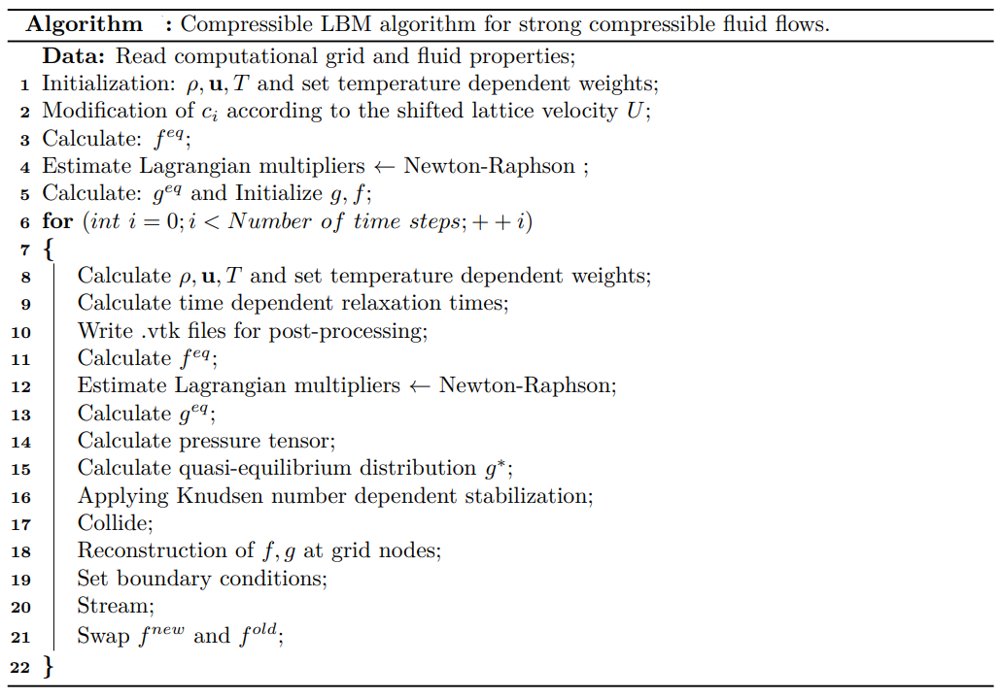 Algorithm : Compressible LBM algorithm for strong compressible fluid flows.
Data: Read computational grid and fluid properties;
1 Initialization: ρ, u, T and set temperature dependent weights;
2 Modification of c_i according to the shifted lattice velocity U;
3 Calculate: f^{eq};
4 Estimate Lagrangian multipliers ← Newton-Raphson ;
5 Calculate: g^{eq} and Initialize g, f;
6 for (int i = 0; i < Number of time steps; + + i)
7 {
8 Calculate ρ, u, T and set temperature dependent weights;
9 Calculate time dependent relaxation times;
10 Write .vtk files for post-processing;
11 Calculate f^{eq};
12 Estimate Lagrangian multipliers ← Newton-Raphson;
13 Calculate g^{eq};
14 Calculate pressure tensor;
15 Calculate quasi-equilibrium distribution g^*;
16 Applying Knudsen number dependent stabilization;
17 Collide;
18 Reconstruction of f, g at grid nodes;
19 Set boundary conditions;
20 Stream;
21 Swap f^{new} and f^{old};
22 }